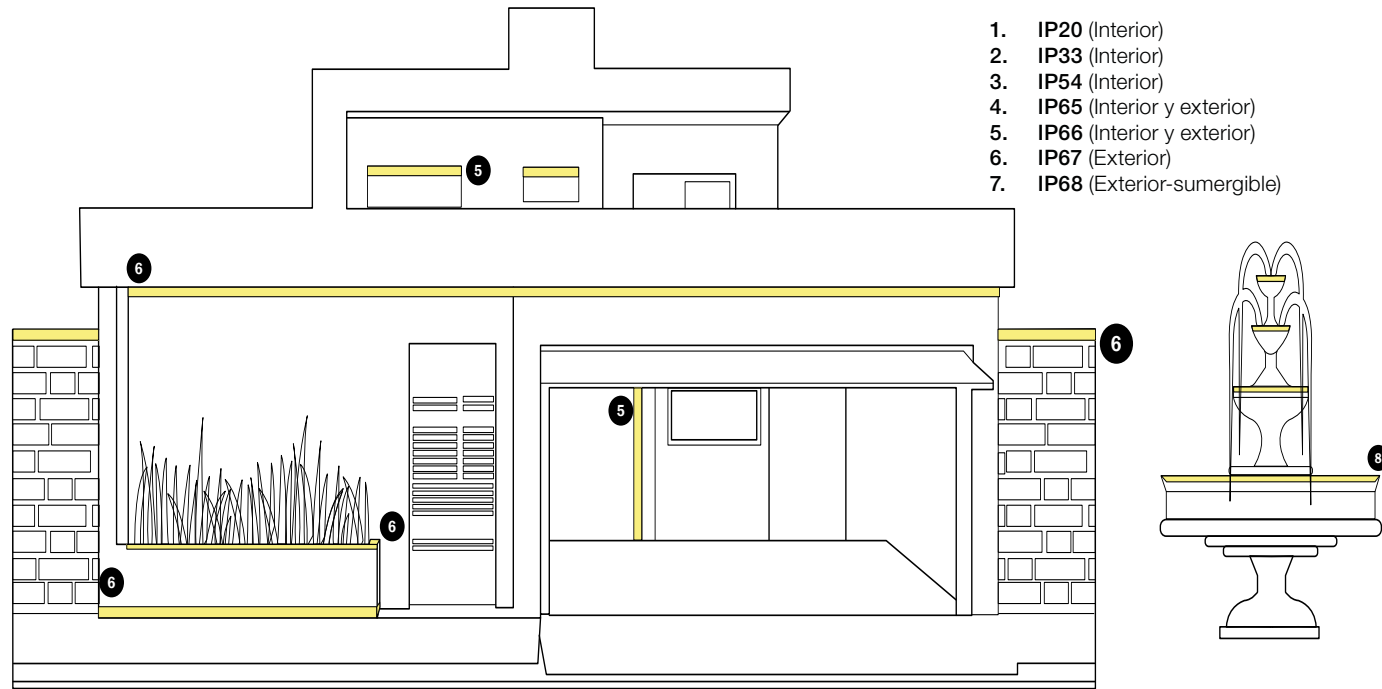 1. IP20 (Interior)
2. IP33 (Interior)
3. IP54 (Interior)
4. IP65 (Interior y exterior)
5. IP66 (Interior y exterior)
6. IP67 (Exterior)
7. IP68 (Exterior-sumergible)
5
6
6
5
8
6
6